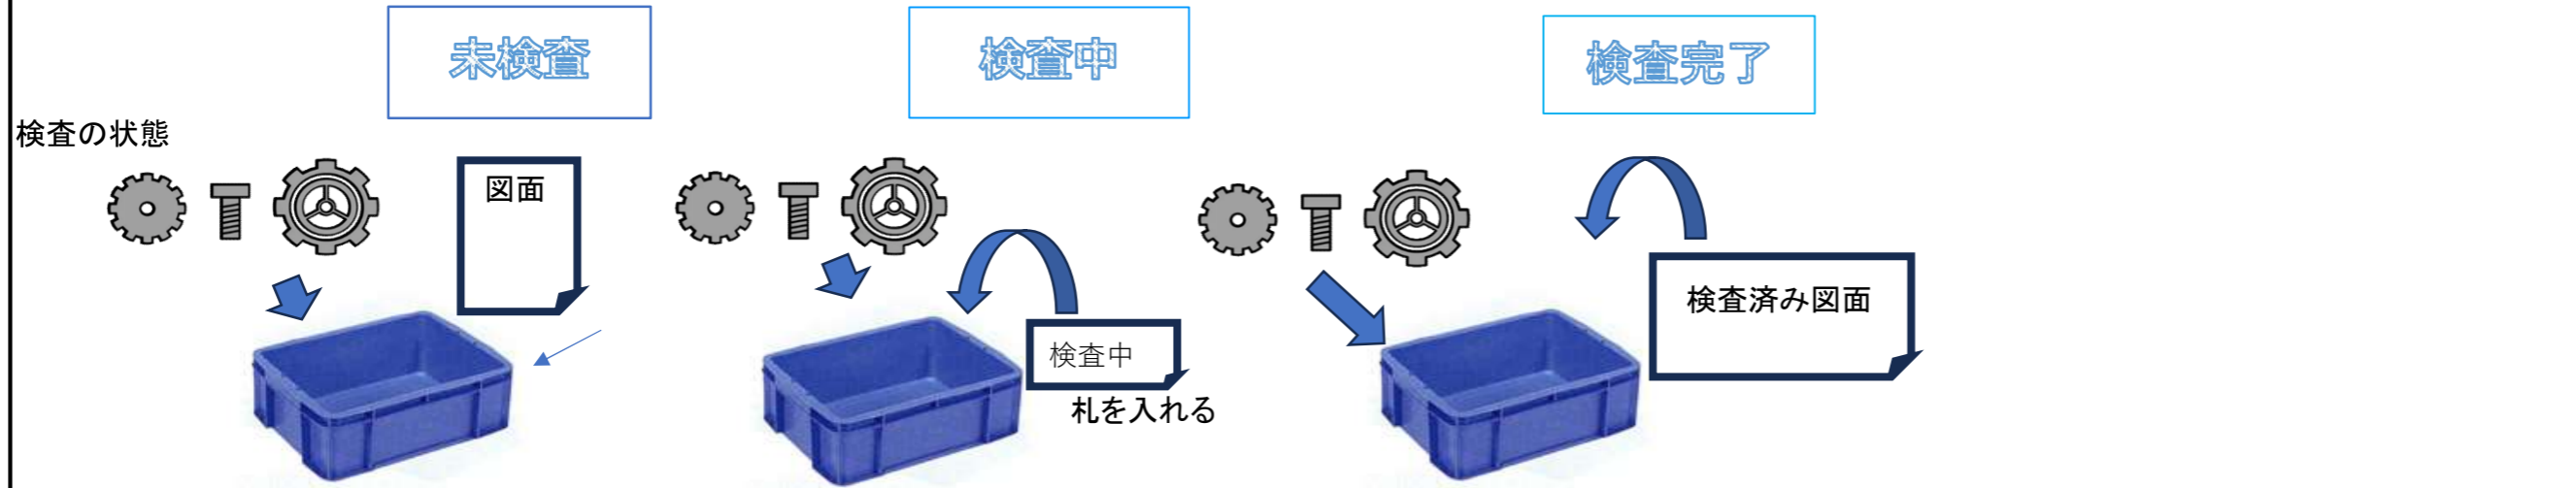 未検査
検査中
検査完了
検査の状態
図面
検査中
札を入れる
検査済み図面